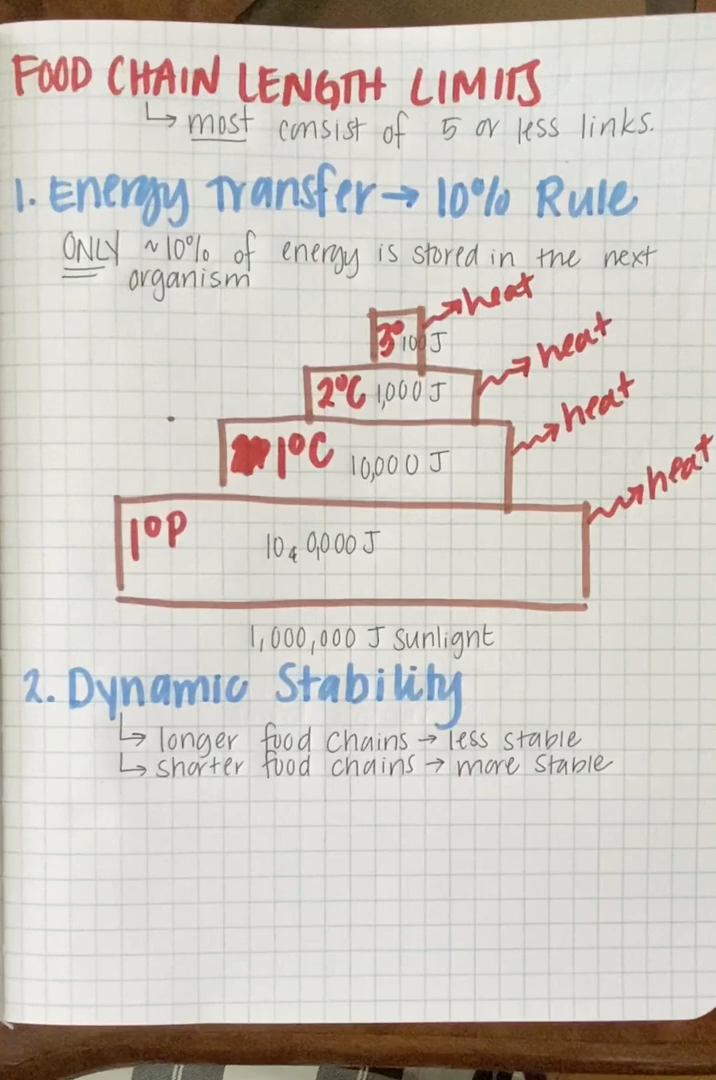 FOOD CHAIN LENGTH LIMITS
↳ most consist of 5 or less links.
1. Energy Transfer → 10% Rule
ONLY ~10% of energy is stored in the next
organism
heat
3° 100 J
heat
2°C 1,000 J
heat
1°C 10,000 J
heat
1°P 100,000 J
1,000,000 J sunlight
2. Dynamic Stability
↳ longer food chains → less stable
↳ shorter food chains → more stable